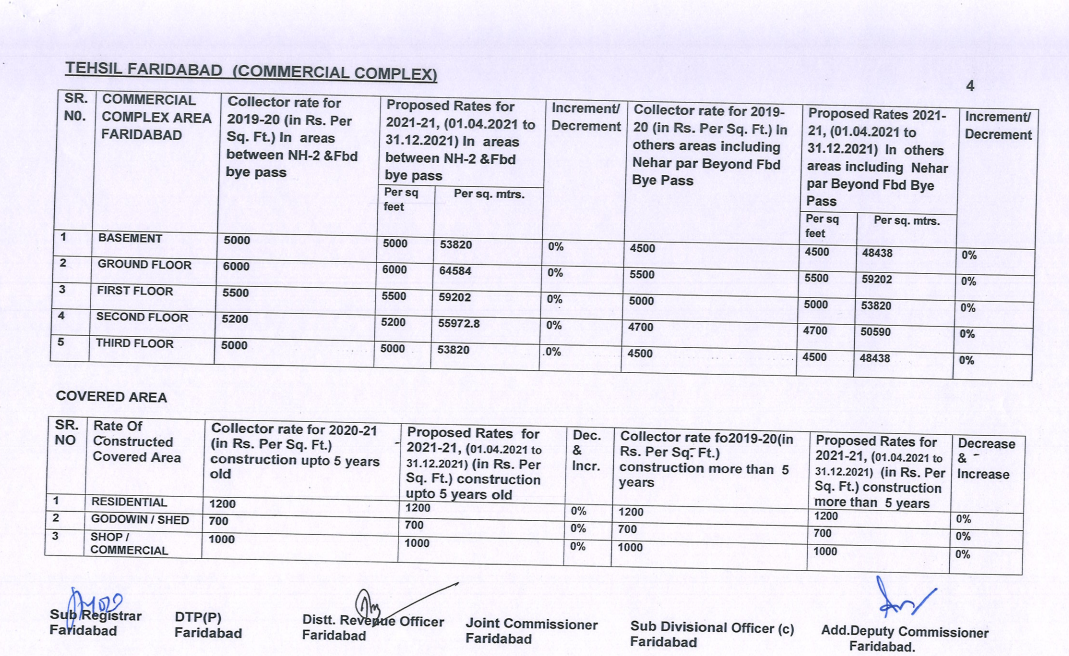 TEHSIL FARIDABAD (COMMERCIAL COMPLEX)
4
SR. N0.
COMMERCIAL COMPLEX AREA FARIDABAD
Collector rate for 2019-20 (in Rs. Per Sq. Ft.) In areas between NH-2 &Fbd bye pass
Proposed Rates for 2021-21, (01.04.2021 to 31.12.2021) In areas between NH-2 &Fbd bye pass
Per sq feet
Per sq. mtrs.
Increment/ Decrement
Collector rate for 2019-20 (in Rs. Per Sq. Ft.) In others areas including Nehar par Beyond Fbd Bye Pass
Proposed Rates 2021-21, (01.04.2021 to 31.12.2021) In others areas including Nehar par Beyond Fbd Bye Pass
Per sq feet
Per sq. mtrs.
Increment/ Decrement
1 BASEMENT 5000 5000 53820 0% 4500 4500 48438 0%
2 GROUND FLOOR 6000 6000 64584 0% 5500 5500 59202 0%
3 FIRST FLOOR 5500 5500 59202 0% 5000 5000 53820 0%
4 SECOND FLOOR 5200 5200 55972.8 0% 4700 4700 50590 0%
5 THIRD FLOOR 5000 5000 53820 0% 4500 4500 48438 0%
COVERED AREA
SR. NO
Rate Of Constructed Covered Area
Collector rate for 2020-21 (in Rs. Per Sq. Ft.) construction upto 5 years old
Proposed Rates for 2021-21, (01.04.2021 to 31.12.2021) (in Rs. Per Sq. Ft.) construction upto 5 years old
Dec. & Incr.
Collector rate fo2019-20(in Rs. Per Sq. Ft.) construction more than 5 years
Proposed Rates for 2021-21, (01.04.2021 to 31.12.2021) (in Rs. Per Sq. Ft.) construction more than 5 years
Decrease & Increase
1 RESIDENTIAL 1200 1200 0% 1200 1200 0%
2 GODOWIN / SHED 700 700 0% 700 700 0%
3 SHOP / COMMERCIAL 1000 1000 0% 1000 1000 0%
Sub Registrar
Faridabad
DTP(P)
Faridabad
Distt. Revenue Officer
Faridabad
Joint Commissioner
Faridabad
Sub Divisional Officer (c)
Faridabad
Add.Deputy Commissioner
Faridabad.